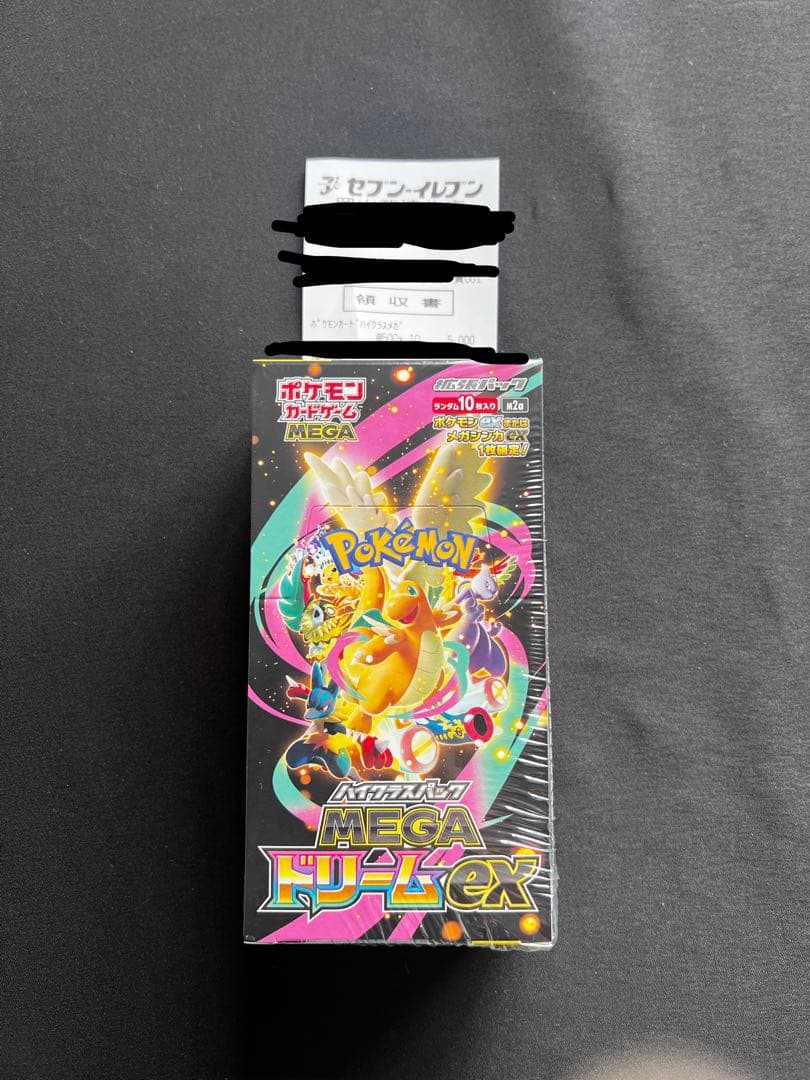 セブン-イレブン
領収書
ポケモンカードハイクラスメガ
@500x 10 5,000
ポケモン
カードゲーム
MEGA
拡張パック
ランダム10枚入り M2a
ポケモンexまたは
メガシンカex
1枚確定!
POKéMON
ハイクラスパック
MEGA
ドリームex